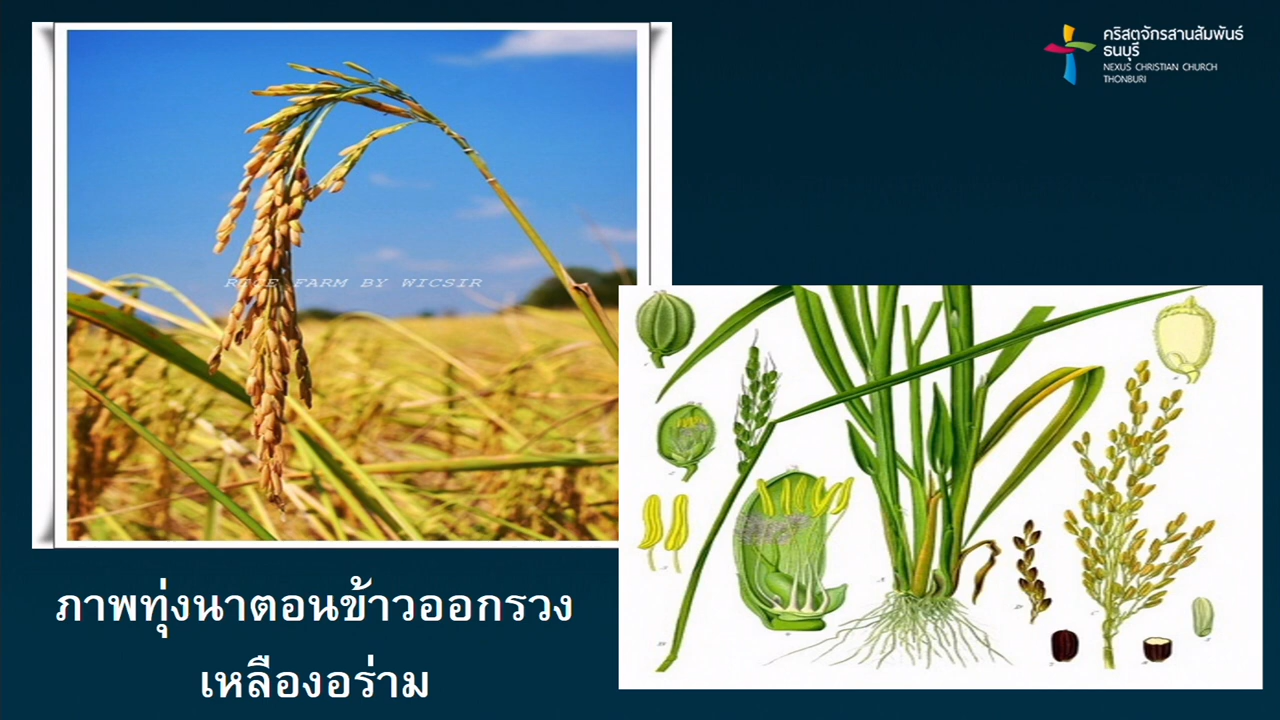 คริสตจักรสานสัมพันธ์
ธนบุรี
NEXUS CHRISTIAN CHURCH
THONBURI
RICE FARM BY WICSIR
ภาพทุ่งนาตอนข้าวออกรวง
เหลืองอร่าม